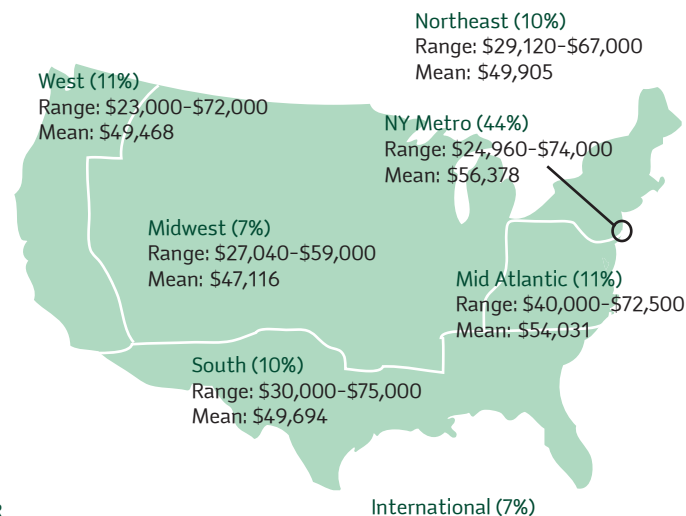 Northeast (10%)
Range: $29,120-$67,000
Mean: $49,905
West (11%)
Range: $23,000-$72,000
Mean: $49,468
NY Metro (44%)
Range: $24,960-$74,000
Mean: $56,378
Midwest (7%)
Range: $27,040-$59,000
Mean: $47,116
Mid Atlantic (11%)
Range: $40,000-$72,500
Mean: $54,031
South (10%)
Range: $30,000-$75,000
Mean: $49,694
International (7%)